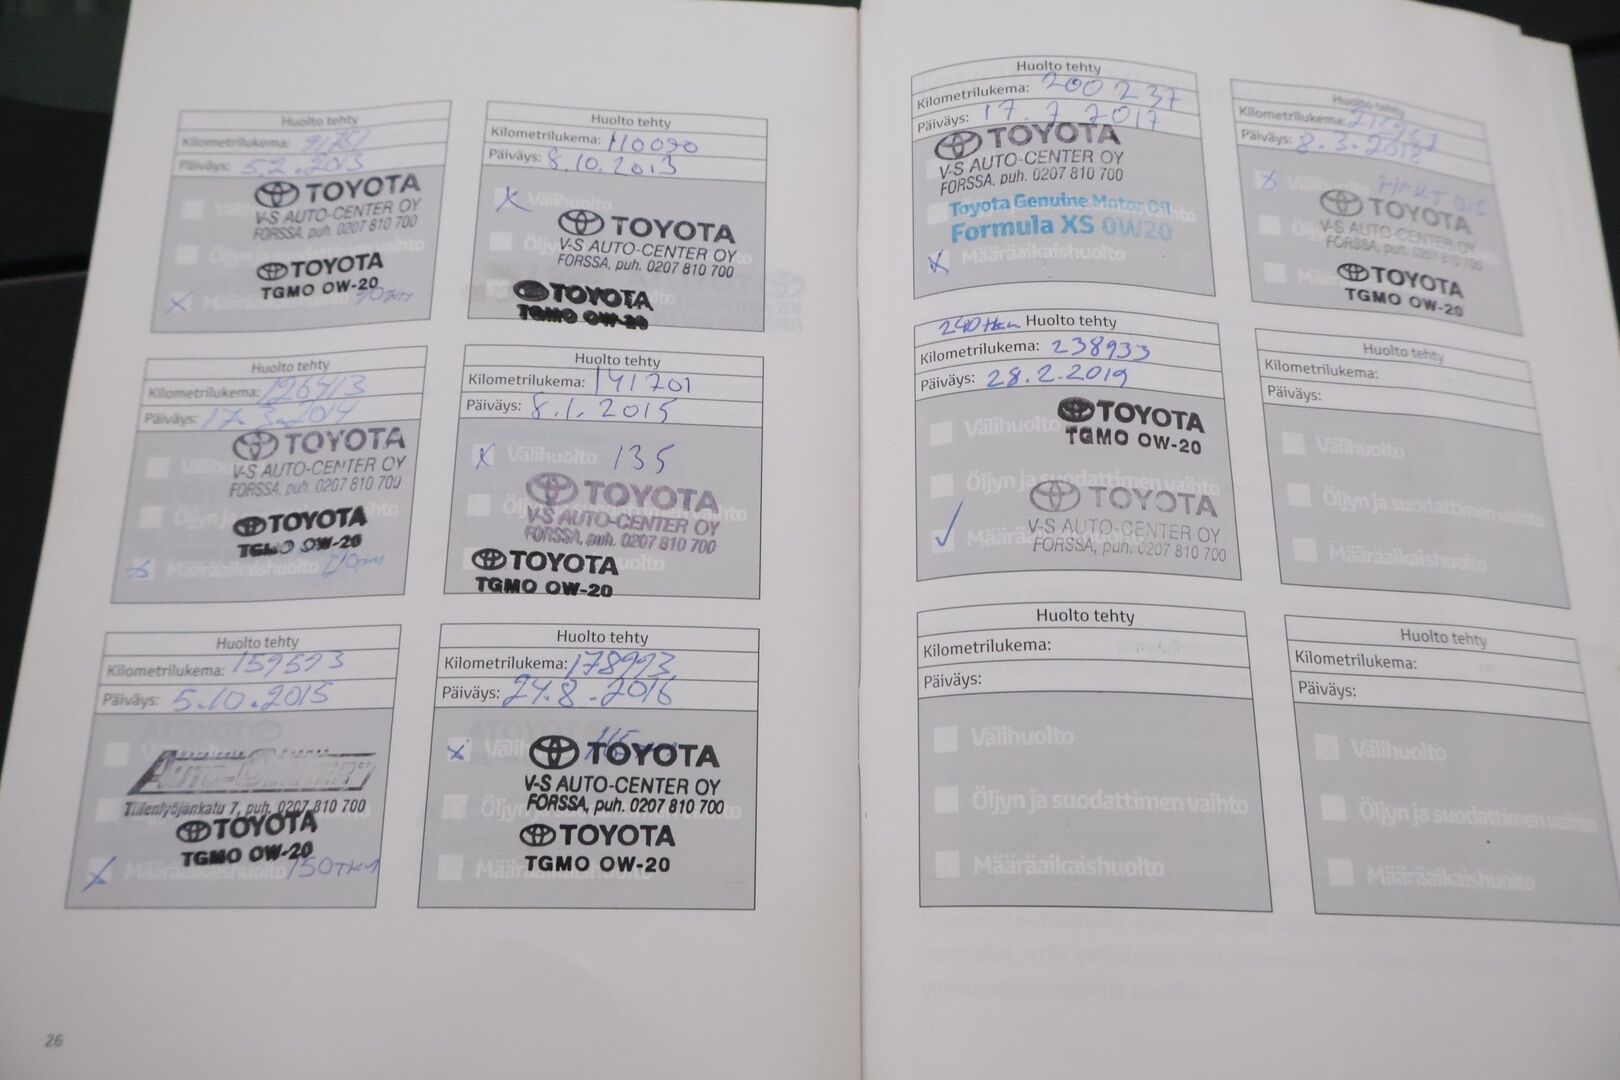 Huolto tehty
Kilometrilukema:
Päiväys: 5.2.2013
TOYOTA
V-S AUTO-CENTER OY
FORSSA, puh. 0207 810 700
TOYOTA
TGMO OW-20
x 90tkm
Huolto tehty
Kilometrilukema: 110090
Päiväys: 8.10.2013
x Välihuolto
TOYOTA
V-S AUTO-CENTER OY
FORSSA, puh. 0207 810 700
TOYOTA
TGMO OW-20
Huolto tehty
Kilometrilukema: 126413
Päiväys: 17. 3. 2014
TOYOTA
V-S AUTO-CENTER OY
FORSSA, puh. 0207 810 700
TOYOTA
TGMO OW-20
x Määräaikaishuolto
Huolto tehty
Kilometrilukema: 141701
Päiväys: 8.1.2015
x Välihuolto 135
TOYOTA
V-S AUTO-CENTER OY
FORSSA, puh. 0207 810 700
TOYOTA
TGMO OW-20
Huolto tehty
Kilometrilukema: 159593
Päiväys: 5.10.2015
AUTO-CENTER
Tiilenlyöjänkatu 7, puh. 0207 810 700
TOYOTA
TGMO OW-20
x Määräaikaishuolto 150TKM
Huolto tehty
Kilometrilukema: 178993
Päiväys: 24.8.2016
x
TOYOTA
V-S AUTO-CENTER OY
FORSSA, puh. 0207 810 700
TOYOTA
TGMO OW-20
Määräaikaishuolto
26
Huolto tehty
Kilometrilukema: 200 237
Päiväys: 17.7.2017
TOYOTA
V-S AUTO-CENTER OY
FORSSA, puh. 0207 810 700
Toyota Genuine Motor Oil
Formula XS 0W20
x Määräaikaishuolto
Huolto tehty
Kilometrilukema:
Päiväys: 8.3.2018
x
TOYOTA
V-S AUTO-CENTER OY
FORSSA, puh. 0207 810 700
TOYOTA
TGMO OW-20
240tkm Huolto tehty
Kilometrilukema: 238933
Päiväys: 28.2.2019
Välihuolto
TOYOTA
TGMO OW-20
Öljyn ja suodattimen vaihto
TOYOTA
V-S AUTO-CENTER OY
FORSSA, puh. 0207 810 700
Huolto tehty
Kilometrilukema:
Päiväys:
Välihuolto
Öljyn ja suodattimen vaihto
Määräaikaishuolto
Huolto tehty
Kilometrilukema:
Päiväys:
Välihuolto
Öljyn ja suodattimen vaihto
Määräaikaishuolto
Huolto tehty
Kilometrilukema:
Päiväys:
Välihuolto
Öljyn ja suodattimen vaihto
Määräaikaishuolto